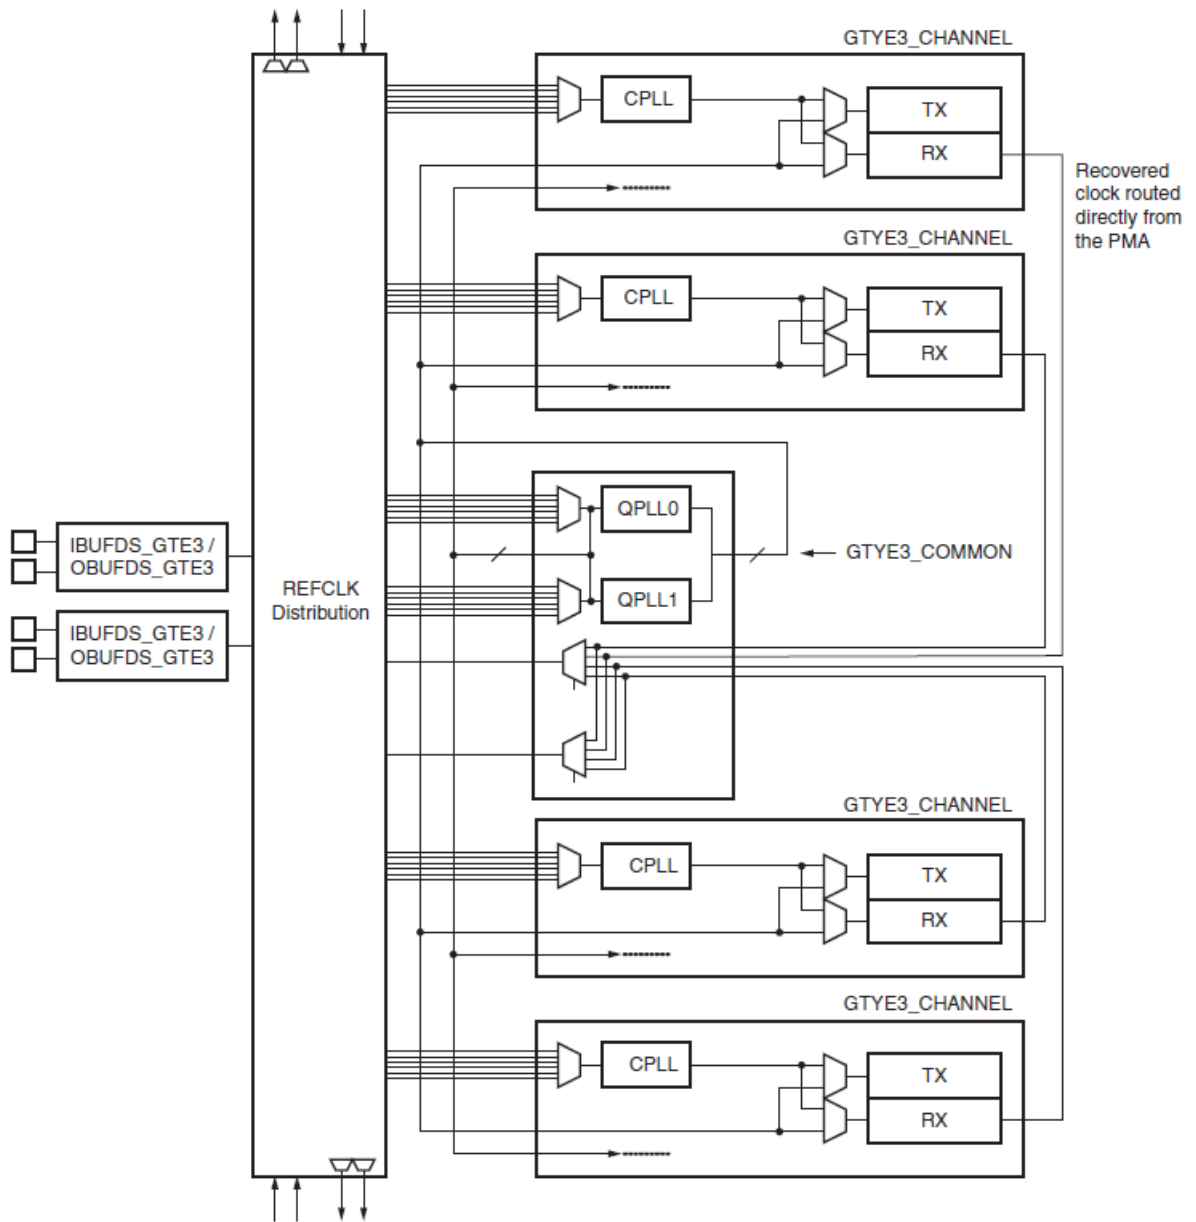 GTYE3_CHANNEL
CPLL
TX
RX
Recovered
clock routed
directly from
the PMA
GTYE3_CHANNEL
CPLL
TX
RX
QPLL0
GTYE3_COMMON
QPLL1
IBUFDS_GTE3 /
OBUFDS_GTE3
IBUFDS_GTE3 /
OBUFDS_GTE3
REFCLK
Distribution
GTYE3_CHANNEL
CPLL
TX
RX
GTYE3_CHANNEL
CPLL
TX
RX